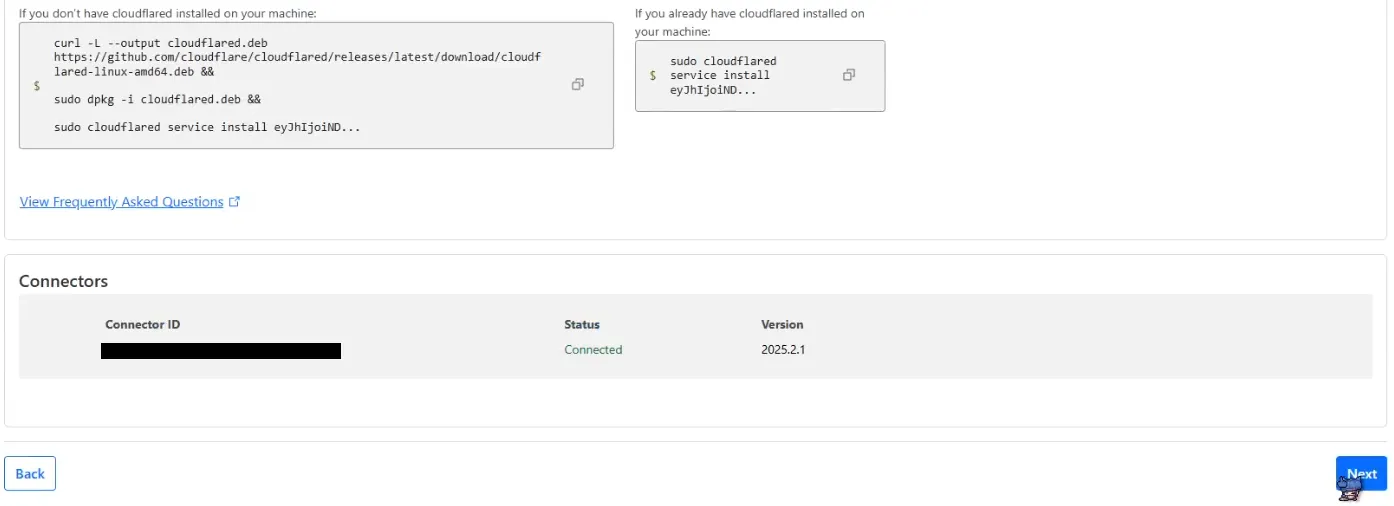 If you don't have cloudflared installed on your machine:
curl -L --output cloudflared.deb
https://github.com/cloudflare/cloudflared/releases/latest/download/cloudf
lared-linux-amd64.deb &&
$
sudo dpkg -i cloudflared.deb &&
sudo cloudflared service install eyJhIjoiND...
If you already have cloudflared installed on
your machine:
sudo cloudflared
$ service install
eyJhIjoiND...
View Frequently Asked Questions
Connectors
Connector ID Status Version
Connected 2025.2.1
Back Next